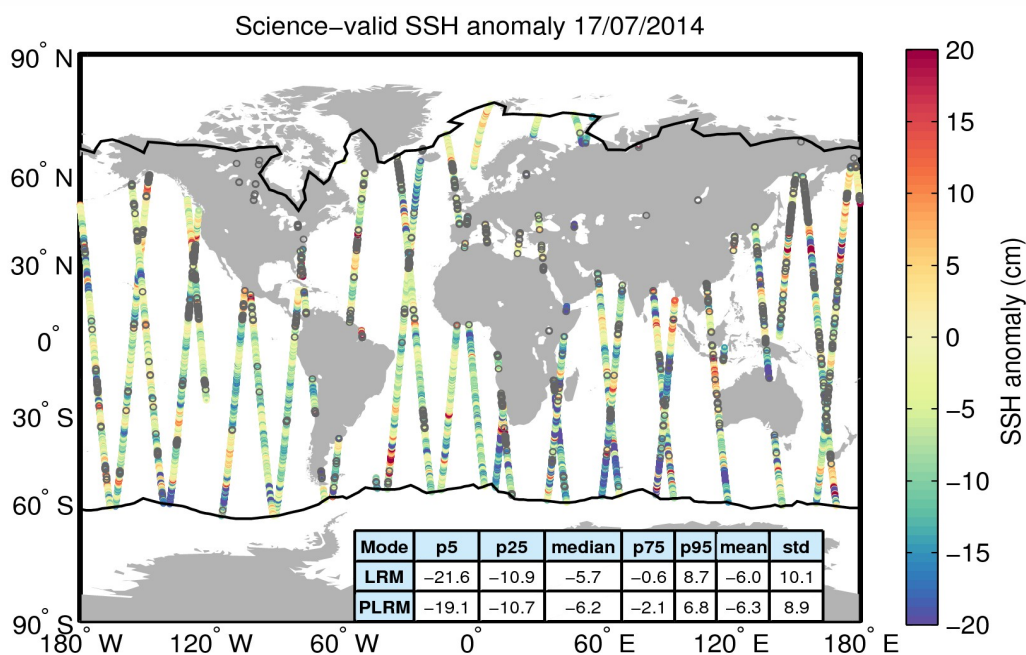 Science−valid SSH anomaly 17/07/2014
90° N
60° N
30° N
0°
30° S
60° S
90° S
180° W
120° W
60° W
0°
60° E
120° E
180° E
20
15
10
5
0
−5
−10
−15
−20
SSH anomaly (cm)
Mode p5 p25 median p75 p95 mean std
LRM −21.6 −10.9 −5.7 −0.6 8.7 −6.0 10.1
PLRM −19.1 −10.7 −6.2 −2.1 6.8 −6.3 8.9